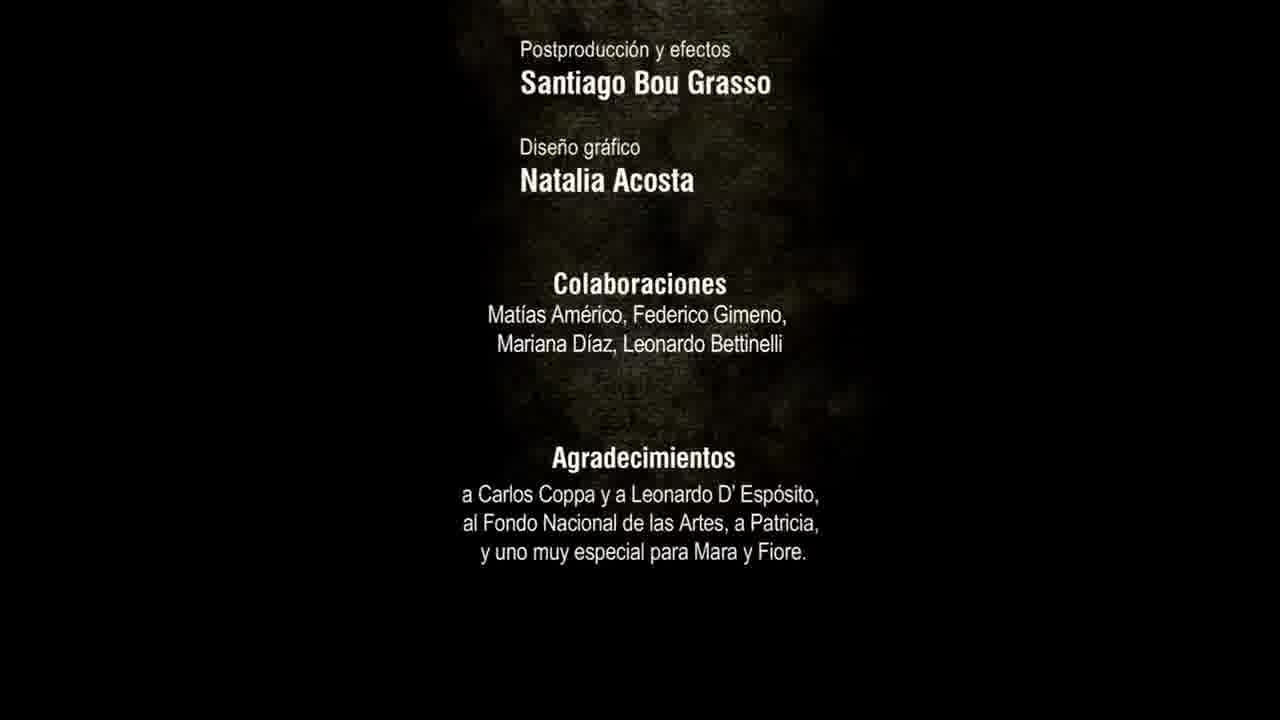 Postproducción y efectos
Santiago Bou Grasso
Diseño gráfico
Natalia Acosta
Colaboraciones
Matías Américo, Federico Gimeno,
Mariana Díaz, Leonardo Bettinelli
Agradecimientos
a Carlos Coppa y a Leonardo D' Espósito,
al Fondo Nacional de las Artes, a Patricia,
y uno muy especial para Mara y Fiore.